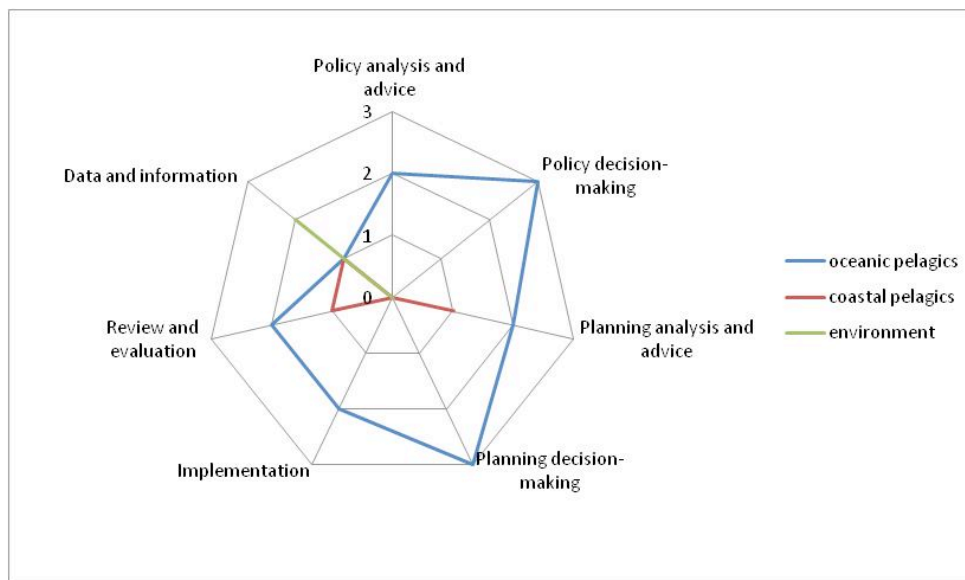 Policy analysis and
advice
3
Policy decision-
making
Data and information
2
1
0
oceanic pelagics
coastal pelagics
environment
Review and
evaluation
Planning analysis and
advice
Implementation
Planning decision-
making